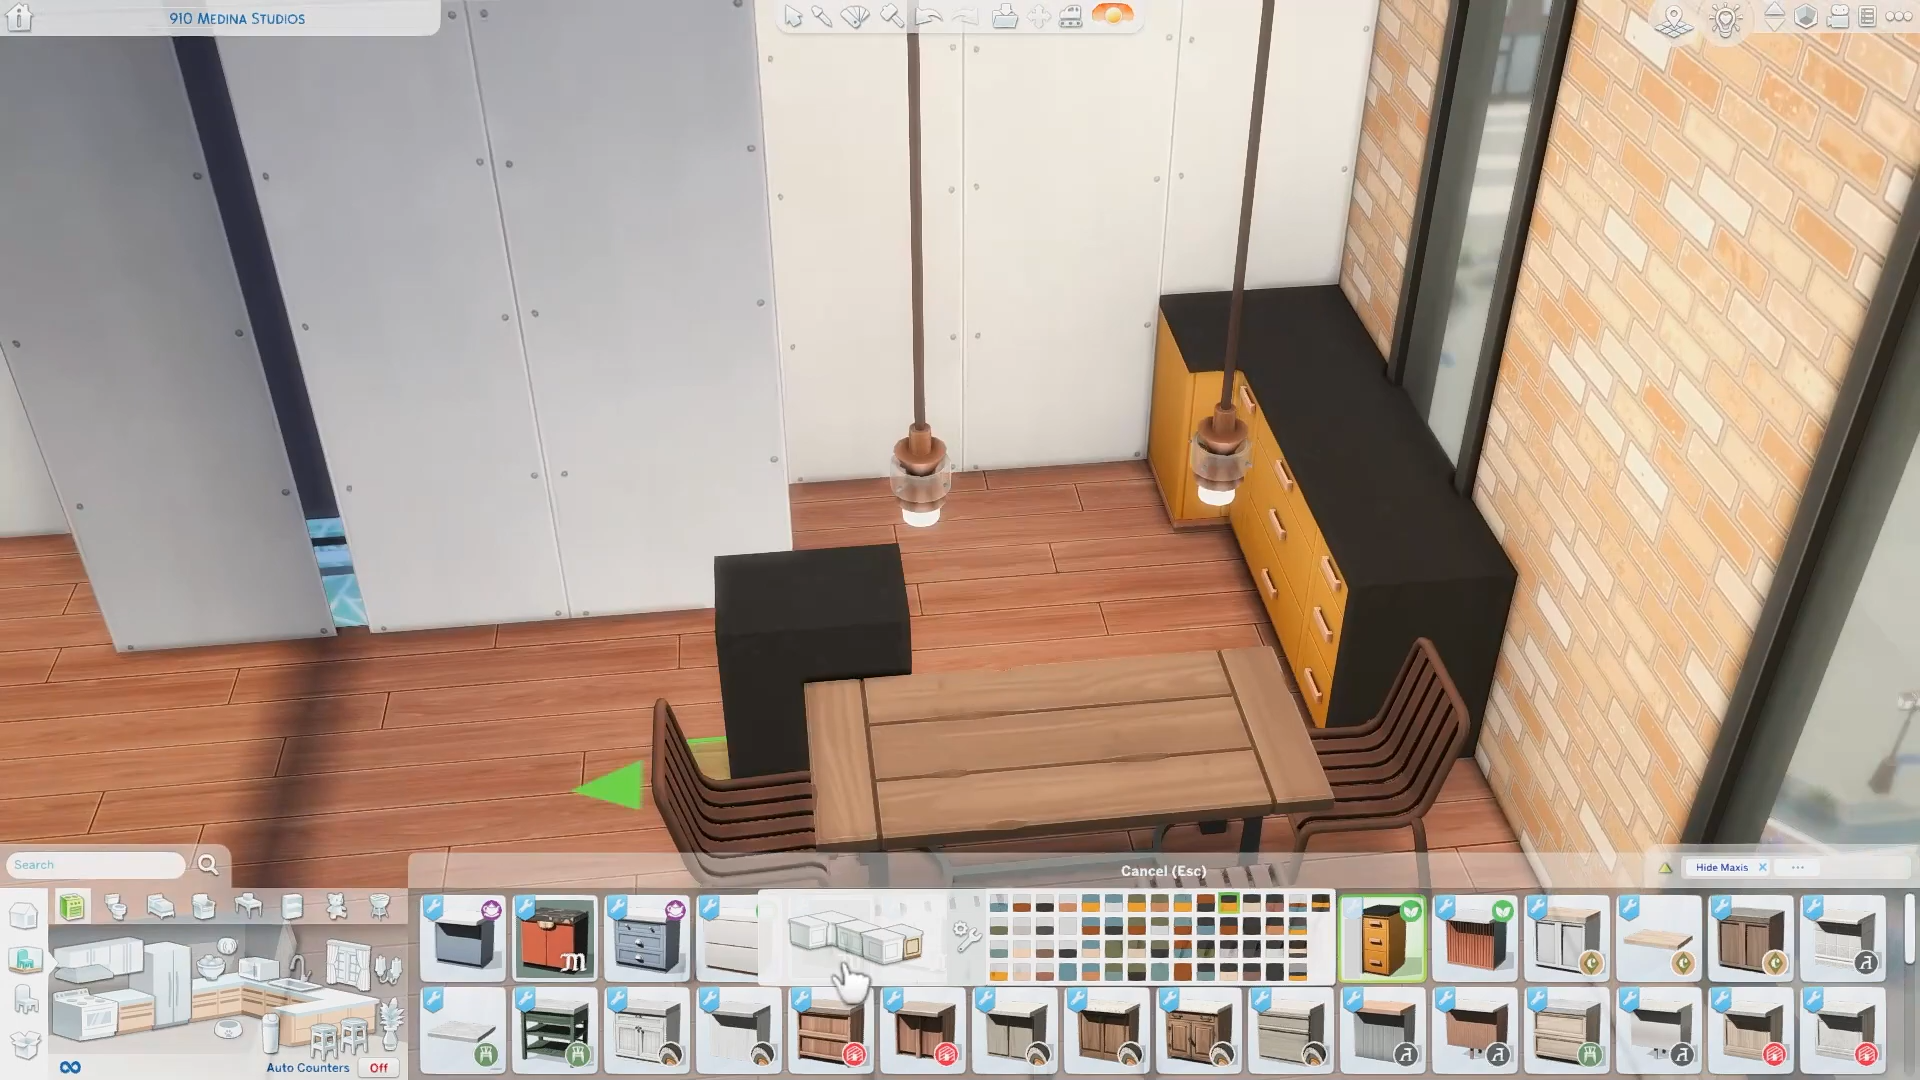 910 Medina Studios
Search
Cancel (Esc)
Hide Maxis
Auto Counters
Off